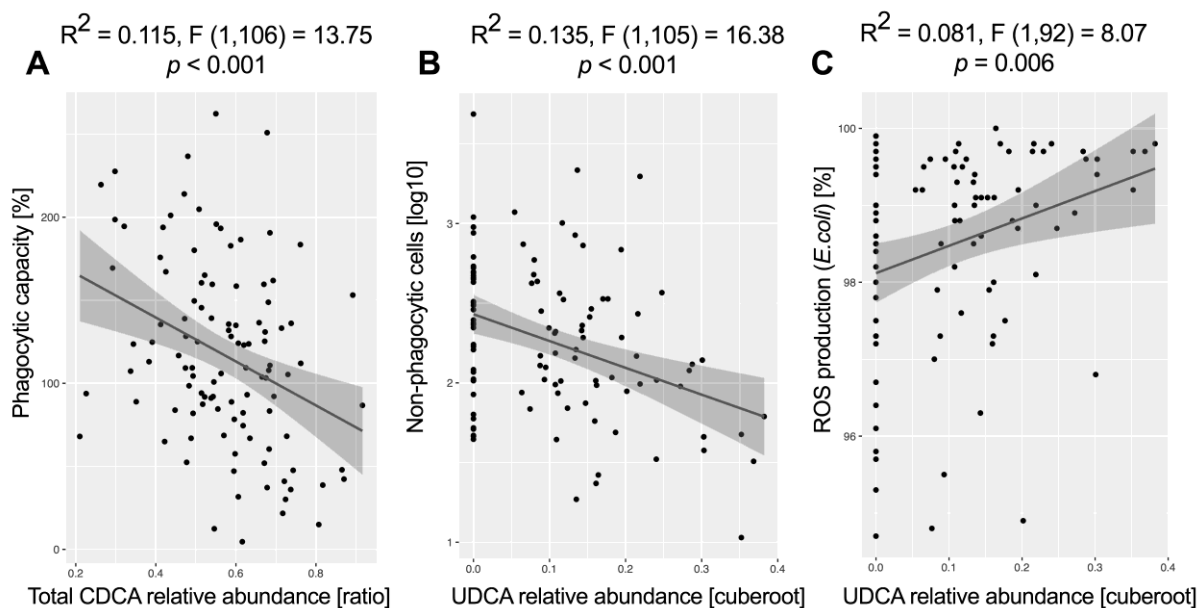 R² = 0.115, F (1,106) = 13.75
p < 0.001
A
Phagocytic capacity [%]
200
100
0
0.2 0.4 0.6 0.8
Total CDCA relative abundance [ratio]
R² = 0.135, F (1,105) = 16.38
p < 0.001
B
Non-phagocytic cells [log10]
3
2
1
0.0 0.1 0.2 0.3 0.4
UDCA relative abundance [cuberoot]
R² = 0.081, F (1,92) = 8.07
p = 0.006
C
ROS production (E.coli) [%]
100
98
96
0.0 0.1 0.2 0.3 0.4
UDCA relative abundance [cuberoot]